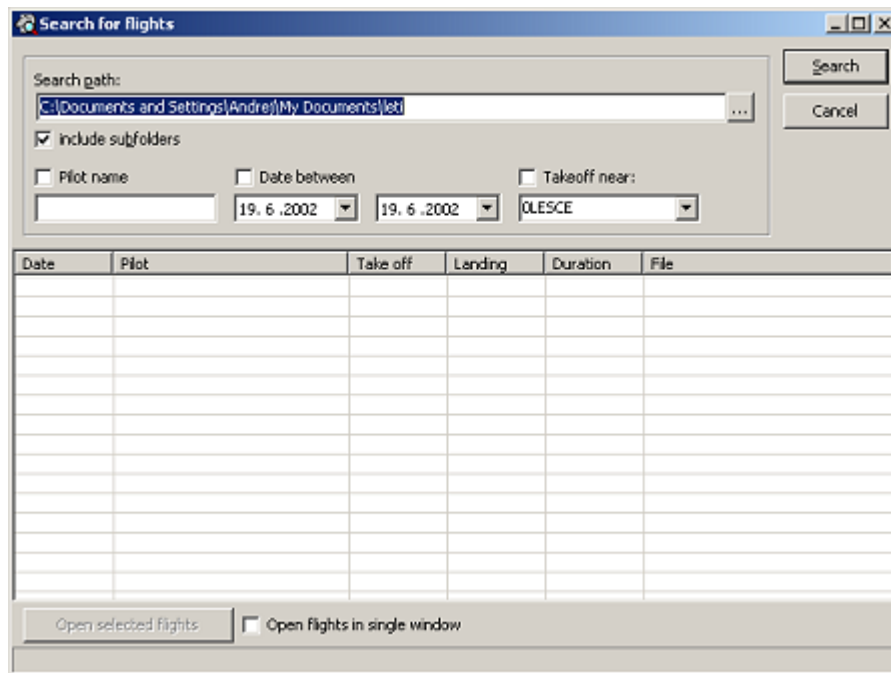 Search for flights
Search
Search path:
C:\Documents and Settings\Andrej\My Documents\leti
...
Cancel
include subfolders
Pilot name
Date between
Takeoff near:
19. 6 .2002
19. 6 .2002
0LESCE
Date Pilot Take off Landing Duration File
Open selected flights
Open flights in single window